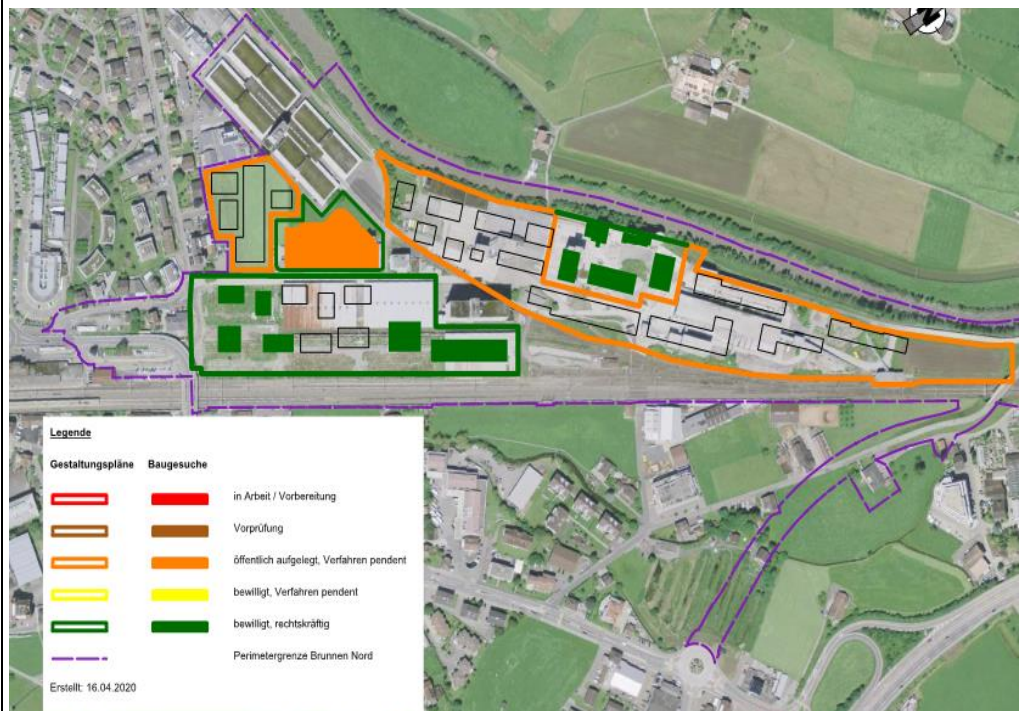 N
Legende
Gestaltungspläne Baugesuche
in Arbeit / Vorbereitung
Vorprüfung
öffentlich aufgelegt, Verfahren pendent
bewilligt, Verfahren pendent
bewilligt, rechtskräftig
Perimetergrenze Brunnen Nord
Erstellt: 16.04.2020